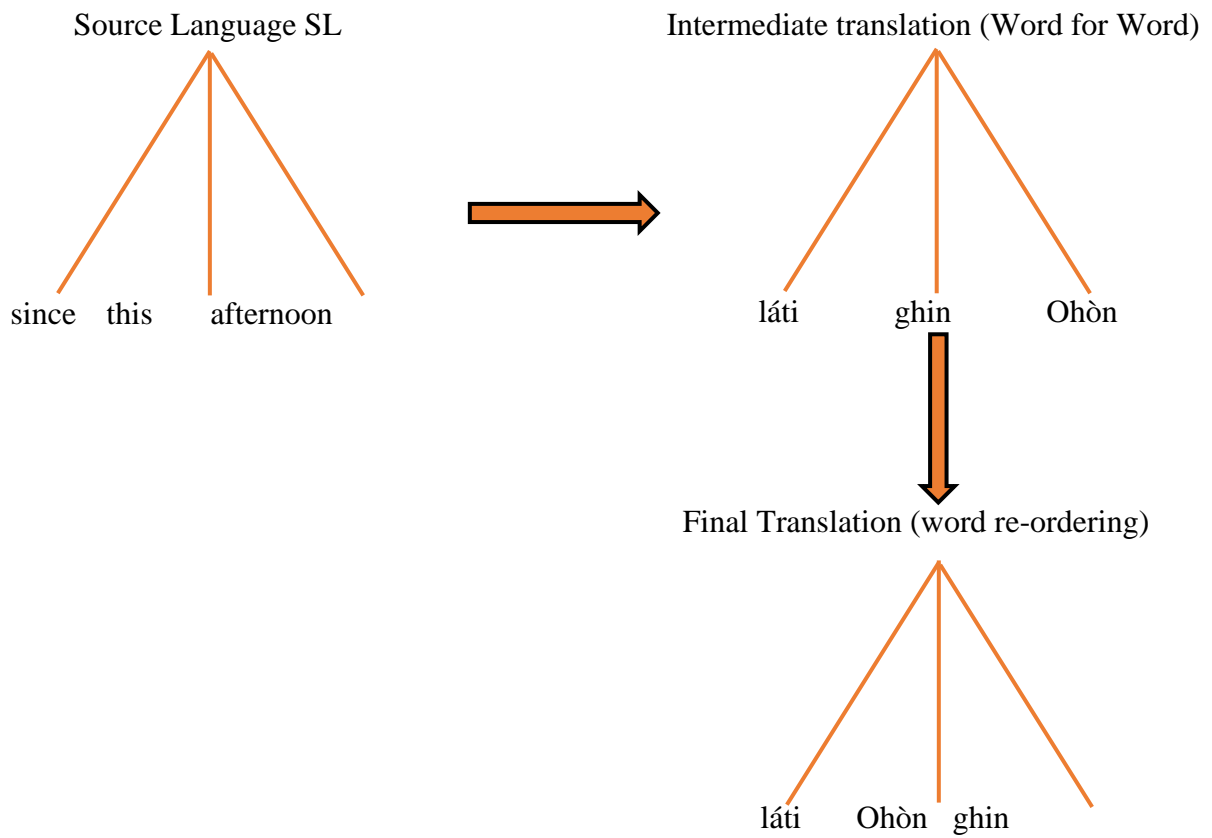 Source Language SL
Intermediate translation (Word for Word)
since this afternoon
láti ghin Ohòn
Final Translation (word re-ordering)
láti Ohòn ghin